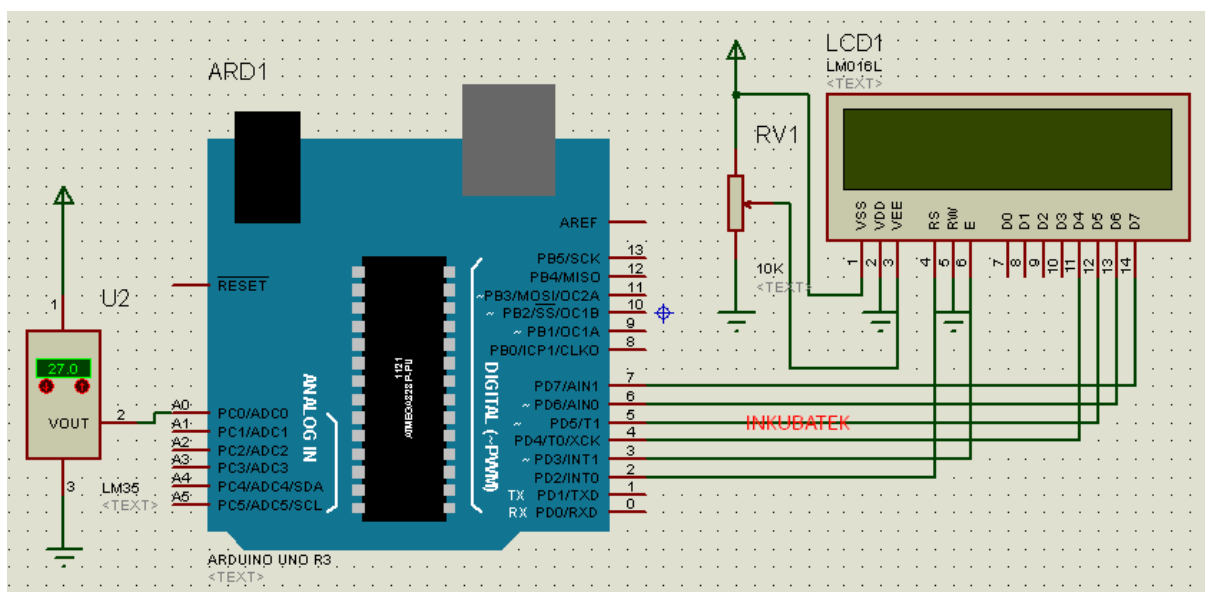 ARD1
RESET
AREF
PB5/SCK 13
PB4/MISO 12
~PB3/MOSI/OC2A 11
~ PB2/SS/OC1B 10
~ PB1/OC1A 9
PB0/ICP1/CLKO 8
PD7/AIN1 7
~ PD6/AIN0 6
~ PD5/T1 5
PD4/T0/XCK 4
~ PD3/INT1 3
PD2/INT0 2
TX PD1/TXD 1
RX PD0/RXD 0
DIGITAL (~PWM)
ANALOG IN
1121
A0 PC0/ADC0
A1 PC1/ADC1
A2 PC2/ADC2
A3 PC3/ADC3
A4 PC4/ADC4/SDA
A5 PC5/ADC5/SCL
ARDUINO UNO R3
<TEXT>
U2
1
27.0
2
VOUT
3
LM35
<TEXT>
RV1
10K
<TEXT>
LCD1
LM016L
<TEXT>
VSS VDD VEE RS RW E D0 D1 D2 D3 D4 D5 D6 D7
1 2 3 4 5 6 7 8 9 10 11 12 13 14
INKUBATEK